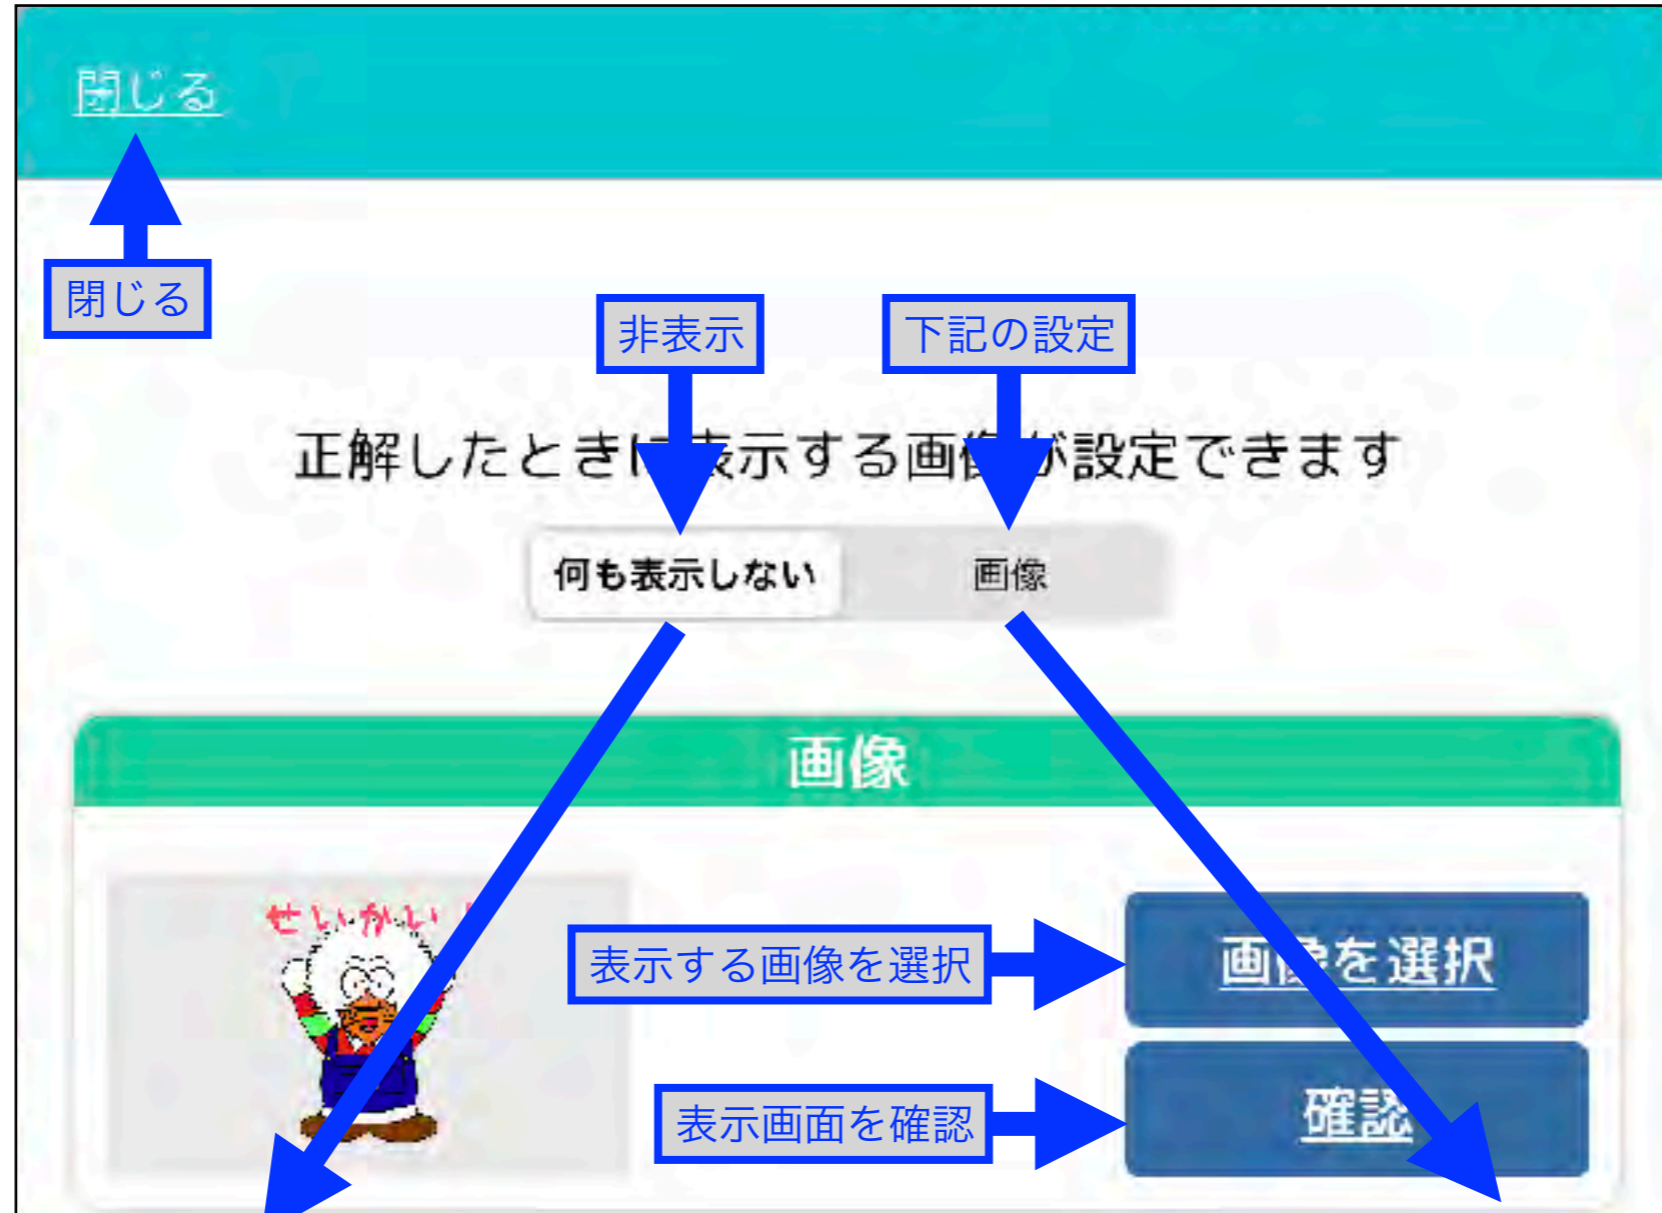 閉じる
閉じる
非表示
下記の設定
正解したときに表示する画像が設定できます
何も表示しない
画像
画像
せいかい
表示する画像を選択
画像を選択
表示画面を確認
確認